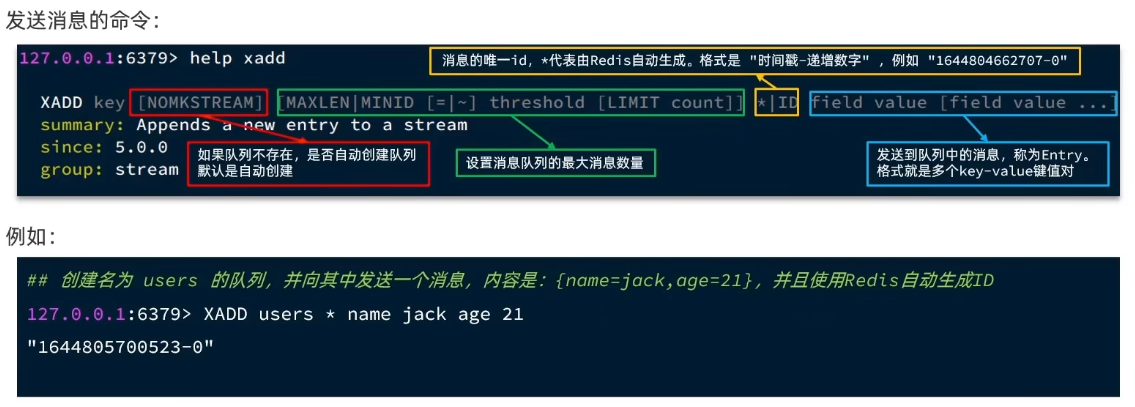 发送消息的命令：
127.0.0.1:6379> help xadd
消息的唯一id，*代表由Redis自动生成。格式是 "时间戳-递增数字" ，例如 "1644804662707-0"
XADD key [NOMKSTREAM] [MAXLEN|MINID [=|~] threshold [LIMIT count]] *|ID field value [field value ...]
summary: Appends a new entry to a stream
since: 5.0.0
group: stream
如果队列不存在，是否自动创建队列
默认是自动创建
设置消息队列的最大消息数量
发送到队列中的消息，称为Entry。
格式就是多个key-value键值对
例如：
## 创建名为 users 的队列，并向其中发送一个消息，内容是：{name=jack,age=21}，并且使用Redis自动生成ID
127.0.0.1:6379> XADD users * name jack age 21
"1644805700523-0"